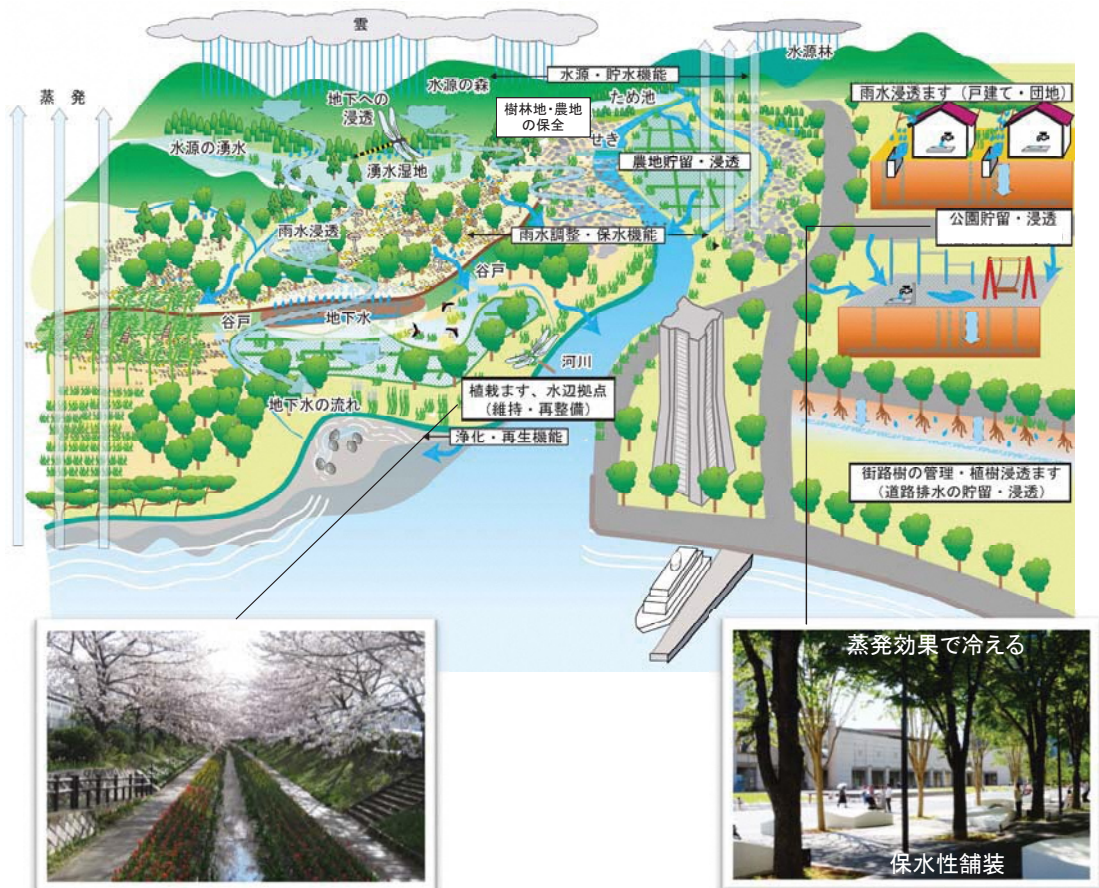 雲
水源林
蒸 発
水源の森
水源・貯水機能
地下への
浸透
ため池
雨水浸透ます（戸建て・団地）
樹林地・農地
の保全
せき
水源の湧水
湧水湿地
農地貯留・浸透
公園貯留・浸透
雨水浸透
雨水調整・保水機能
谷戸
谷戸
地下水
河川
植栽ます、水辺拠点
（維持・再整備）
地下水の流れ
浄化・再生機能
街路樹の管理・植樹浸透ます
（道路排水の貯留・浸透）
蒸発効果で冷える
保水性舗装